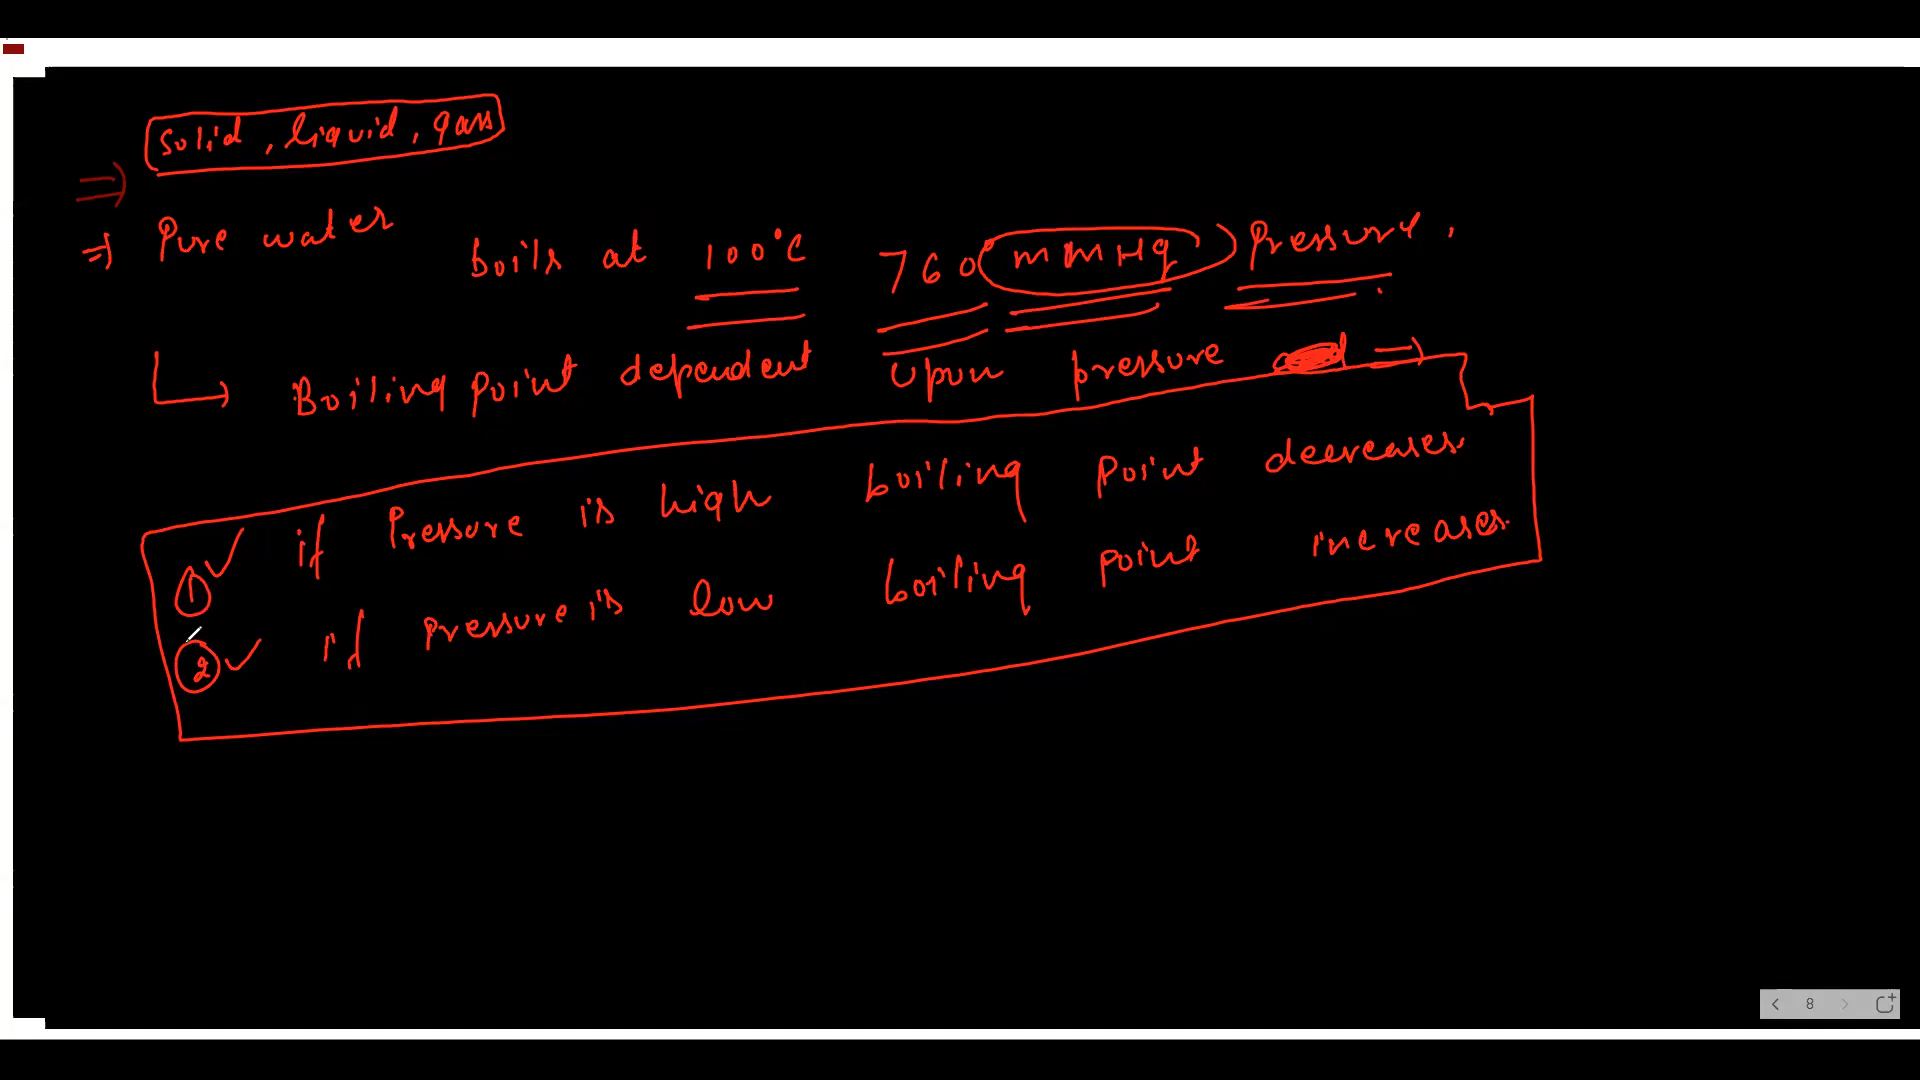 Solid, liquid, gass
⇒ Pure water boils at 100°C 760 mmHg Pressure.
↳ Boiling point dependent upon pressure ⇒
① ✓ if Pressure is high boiling point decreases.
② ✓ if pressure is low boiling point increases.
8